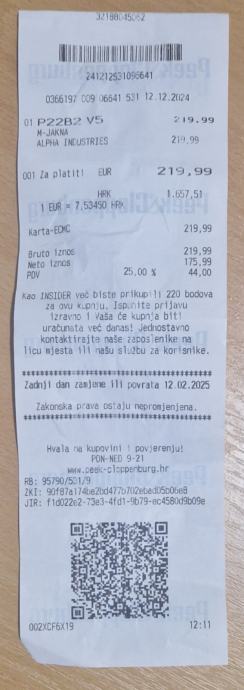 32188045062
241212531096641
0366197 009 06641 531 12.12.2024
01 P22B2 V5 219.99
M-JAKNA
ALPHA INDUSTRIES 219,99
001 Za platiti EUR 219,99
HRK 1.657,51
1 EUR = 7.53450 HRK
Karta-ECMC 219,99
Bruto iznos 219,99
Neto iznos 175,99
PDV 25,00 % 44,00
Kao INSIDER već biste prikupili 220 bodova
za ovu kupnju. Ispunite prijavu
izravno i Vaša će kupnja biti
uračunata već danas! Jednostavno
kontaktirajte naše zaposlenike na
licu mjesta ili našu službu za korisnike.
Zadnji dan zamjene ili povrata 12.02.2025
Zakonska prava ostaju nepromjenjena.
Hvala na kupovini i povjerenju!
PON-NED 9-21
www.peek-cloppenburg.hr
RB: 95790/501/9
ZKI: 90f87a174be2bd477b702ebad05b06e8
JIR: f1d022e2-73e3-4fd1-9b79-ec4580d9b09e
002XCF6X19 12:11